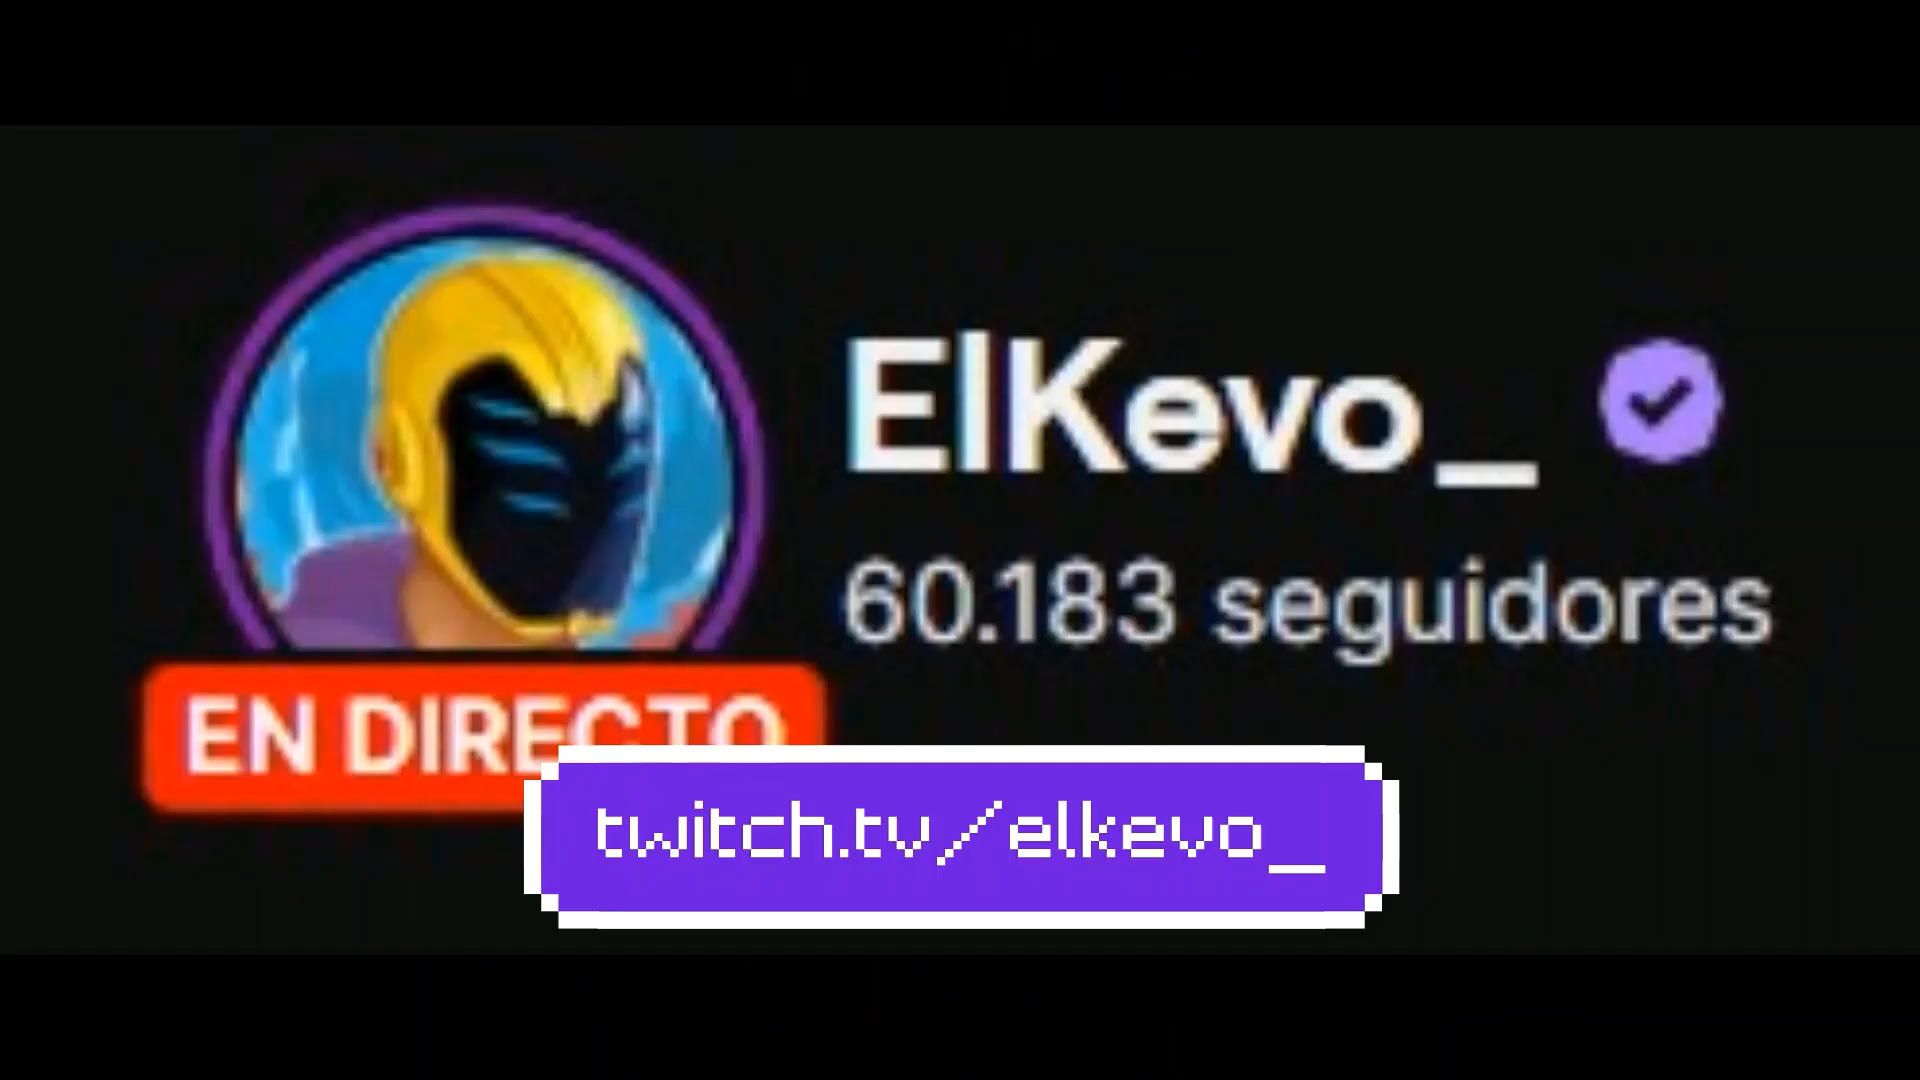 ElKevo_
60.183 seguidores
EN DIRECTO
twitch.tv/elkevo_